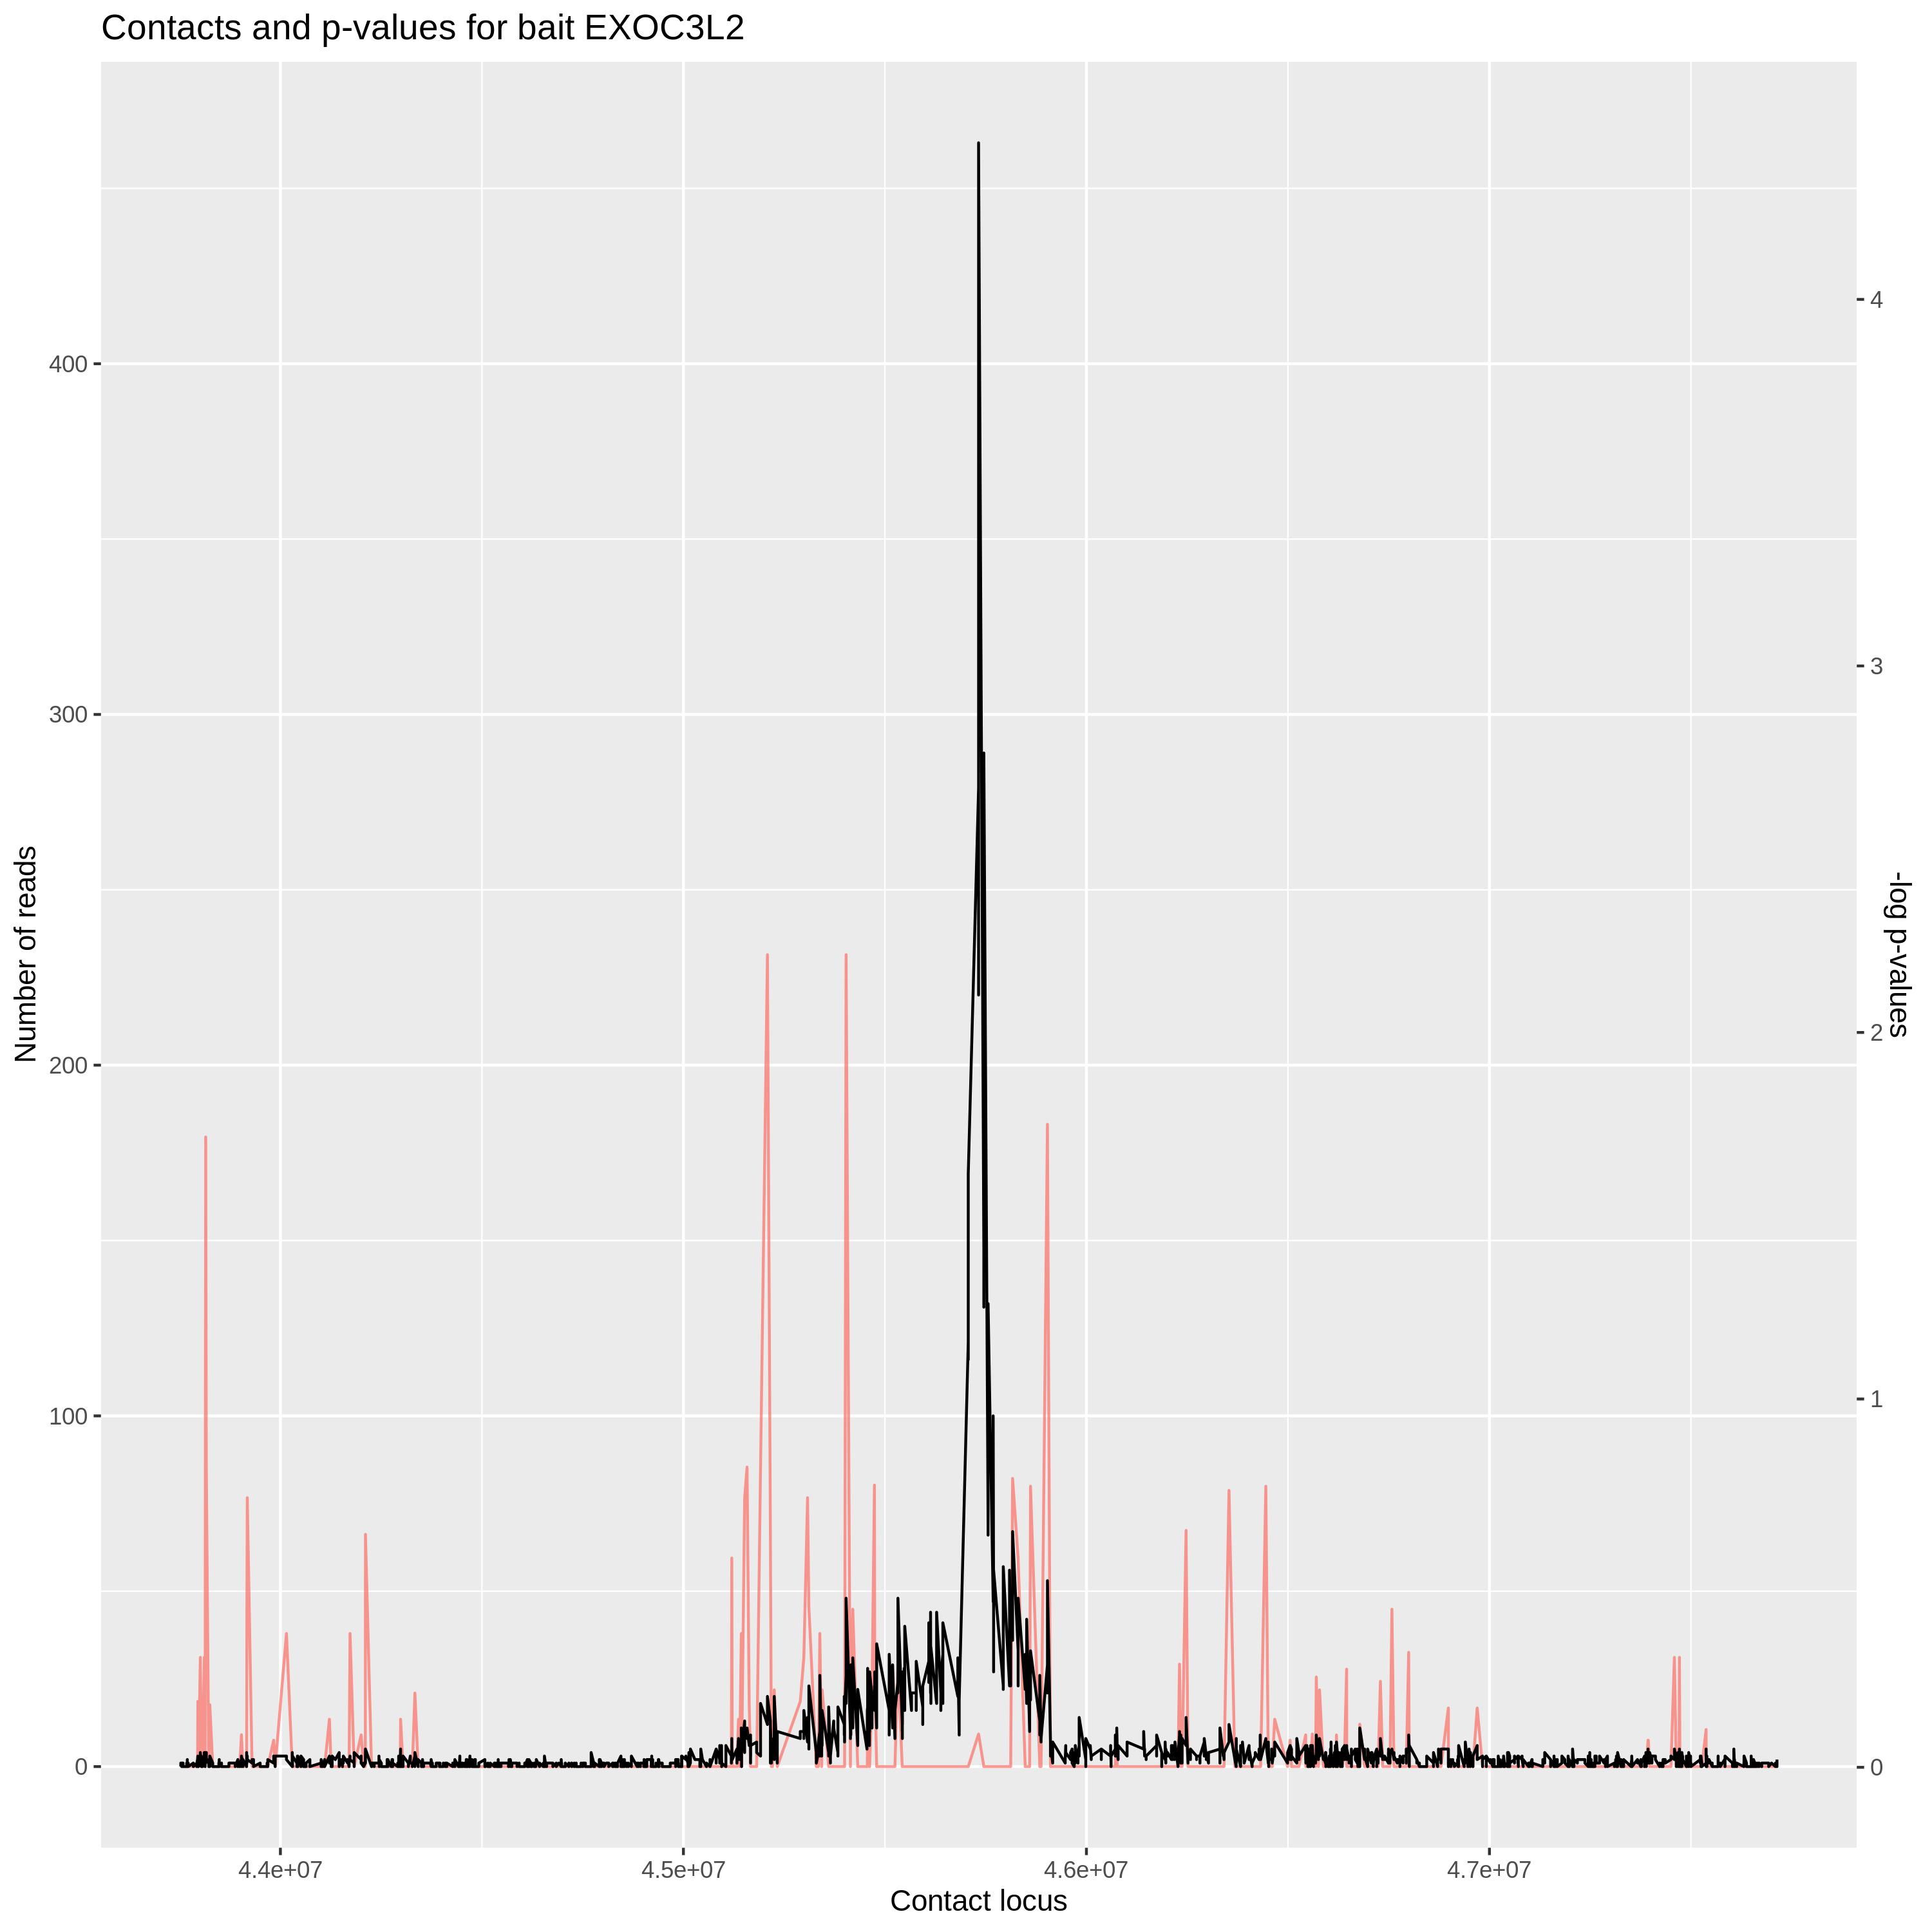 Contacts and p-values for bait EXOC3L2
Number of reads
400
300
200
100
0
4
3
2
1
0
-log p-values
4.4e+07
4.5e+07
4.6e+07
4.7e+07
Contact locus